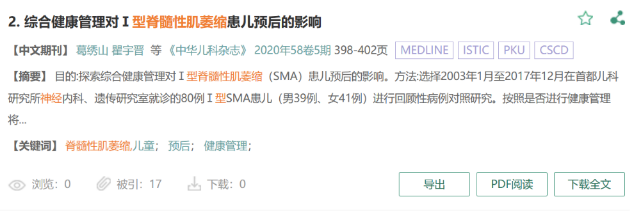 2. 综合健康管理对Ⅰ型脊髓性肌萎缩患儿预后的影响
【中文期刊】 葛绣山 瞿宇晋 等 《中华儿科杂志》 2020年58卷5期 398-402页 MEDLINE ISTIC PKU CSCD
【摘要】 目的:探索综合健康管理对Ⅰ型脊髓性肌萎缩（SMA）患儿预后的影响。方法:选择2003年1月至2017年12月在首都儿科
研究所神经内科、遗传研究室就诊的80例Ⅰ型SMA患儿（男39例、女41例）进行回顾性病例对照研究。按照是否进行健康管理
将...
【关键词】 脊髓性肌萎缩,儿童； 预后； 健康管理；
浏览：0 被引：17 下载：0 导出 PDF阅读 下载全文